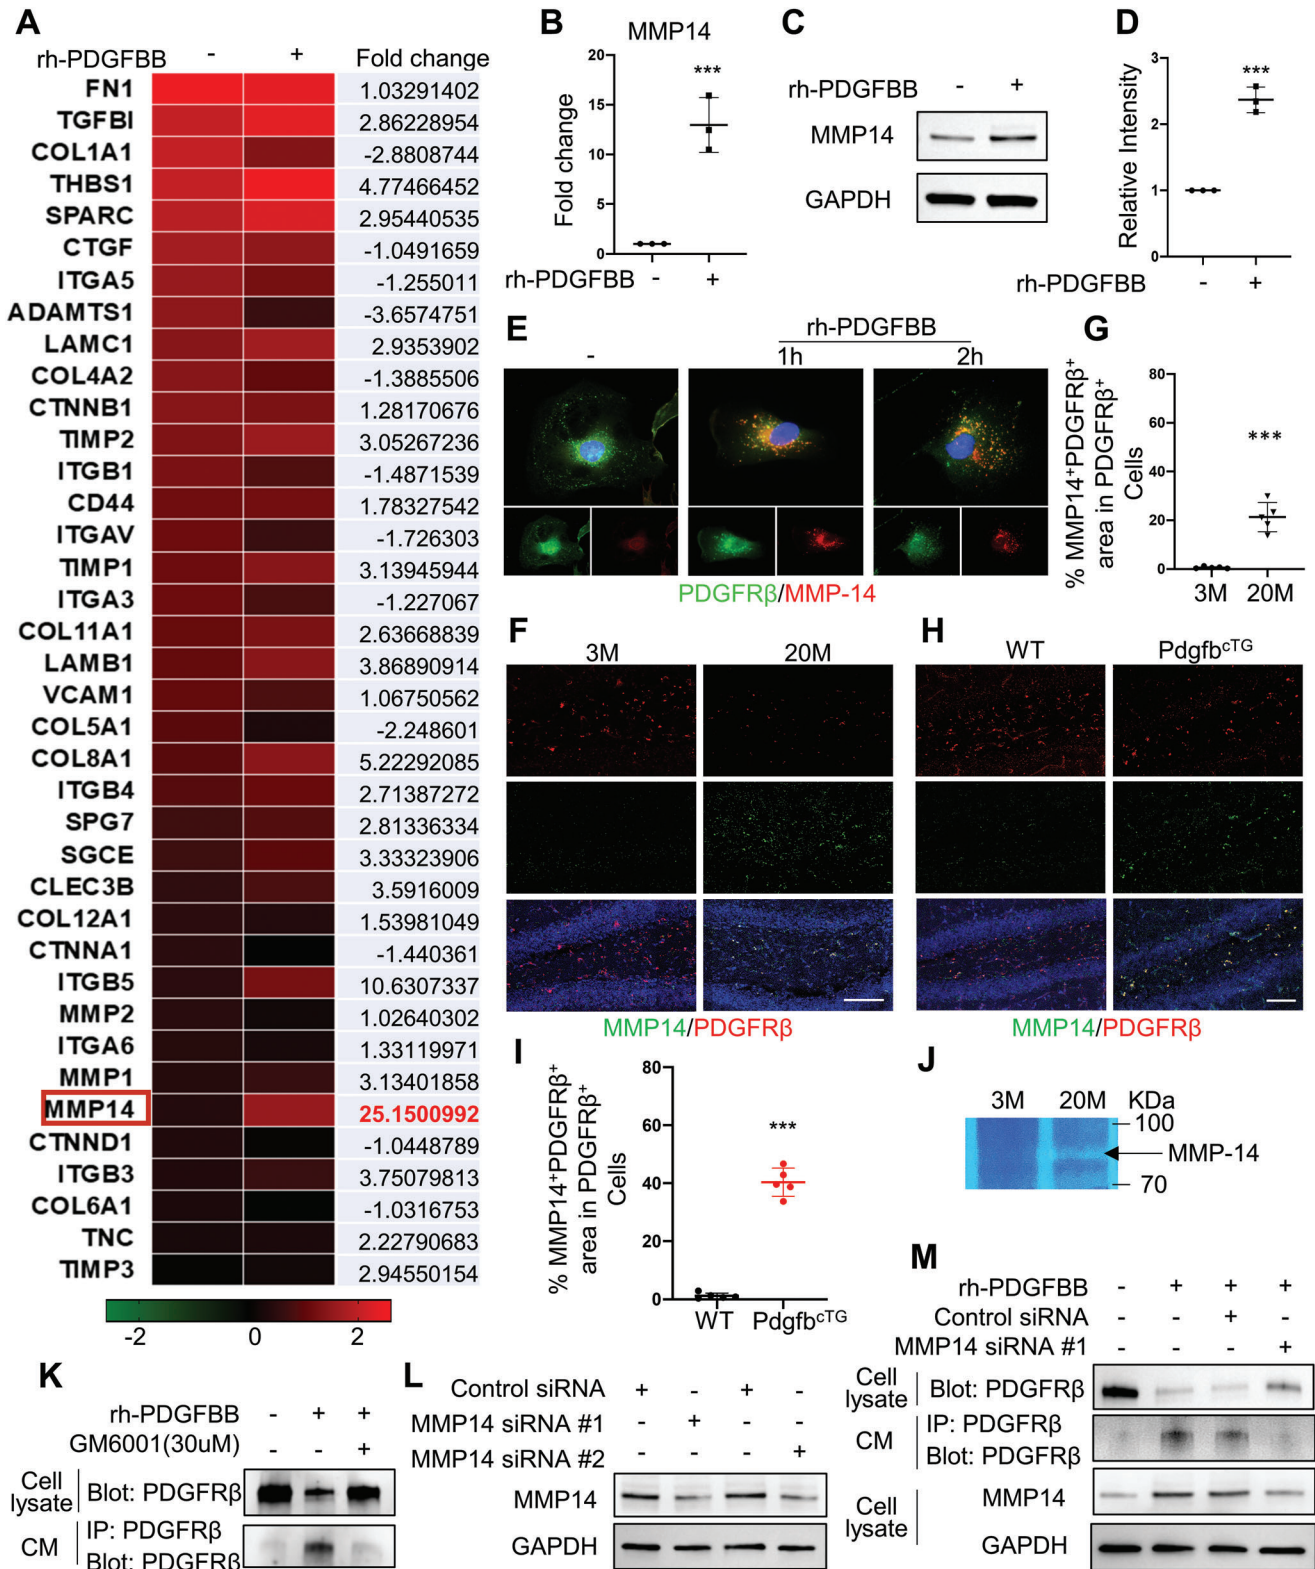 A
rh-PDGFBB - + Fold change
FN1 1.03291402
TGFBI 2.86228954
COL1A1 -2.8808744
THBS1 4.77466452
SPARC 2.95440535
CTGF -1.0491659
ITGA5 -1.255011
ADAMTS1 -3.6574751
LAMC1 2.9353902
COL4A2 -1.3885506
CTNNB1 1.28170676
TIMP2 3.05267236
ITGB1 -1.4871539
CD44 1.78327542
ITGAV -1.726303
TIMP1 3.13945944
ITGA3 -1.227067
COL11A1 2.63668839
LAMB1 3.86890914
VCAM1 1.06750562
COL5A1 -2.248601
COL8A1 5.22292085
ITGB4 2.71387272
SPG7 2.81336334
SGCE 3.33323906
CLEC3B 3.5916009
COL12A1 1.53981049
CTNNA1 -1.440361
ITGB5 10.6307337
MMP2 1.02640302
ITGA6 1.33119971
MMP1 3.13401858
MMP14 25.1500992
CTNND1 -1.0448789
ITGB3 3.75079813
COL6A1 -1.0316753
TNC 2.22790683
TIMP3 2.94550154
-2 0 2
B
MMP14
Fold change
20
15
10
5
0
***
rh-PDGFBB - +
C
rh-PDGFBB - +
MMP14
GAPDH
D
Relative Intensity
3
2
1
0
***
rh-PDGFBB - +
E
rh-PDGFBB
- 1h 2h
PDGFRβ/MMP-14
G
% MMP14+PDGFRβ+
area in PDGFRβ+
Cells
80
60
40
20
0
***
3M 20M
F
3M 20M
MMP14/PDGFRβ
H
WT PdgfbcTG
MMP14/PDGFRβ
I
% MMP14+PDGFRβ+
area in PDGFRβ+
Cells
80
60
40
20
0
***
WT PdgfbcTG
J
3M 20M KDa
100
MMP-14
70
K
rh-PDGFBB - + +
GM6001(30uM) - - +
Cell lysate Blot: PDGFRβ
CM IP: PDGFRβ
Blot: PDGFRβ
L
Control siRNA + - + -
MMP14 siRNA #1 - + - -
MMP14 siRNA #2 - - - +
MMP14
GAPDH
M
rh-PDGFBB - + + +
Control siRNA - - + -
MMP14 siRNA #1 - - - +
Cell lysate Blot: PDGFRβ
CM IP: PDGFRβ
Blot: PDGFRβ
Cell lysate MMP14
GAPDH